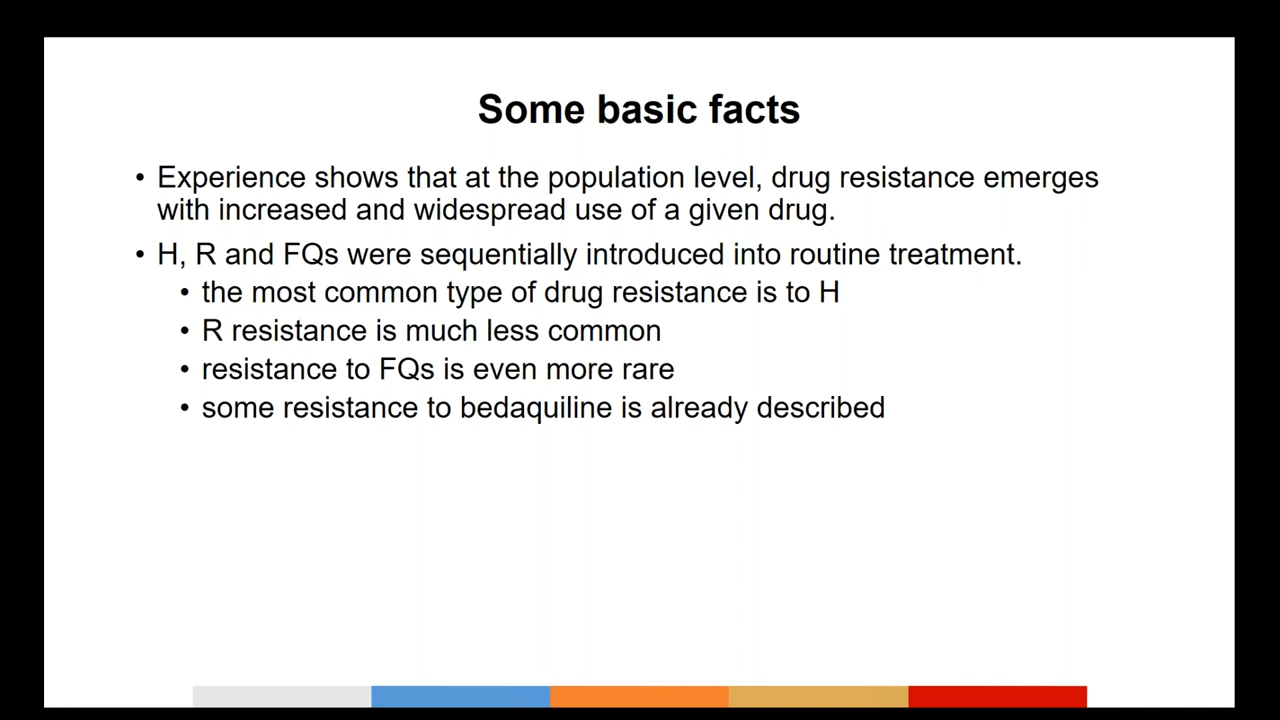 Some basic facts
• Experience shows that at the population level, drug resistance emerges
with increased and widespread use of a given drug.
• H, R and FQs were sequentially introduced into routine treatment.
• the most common type of drug resistance is to H
• R resistance is much less common
• resistance to FQs is even more rare
• some resistance to bedaquiline is already described